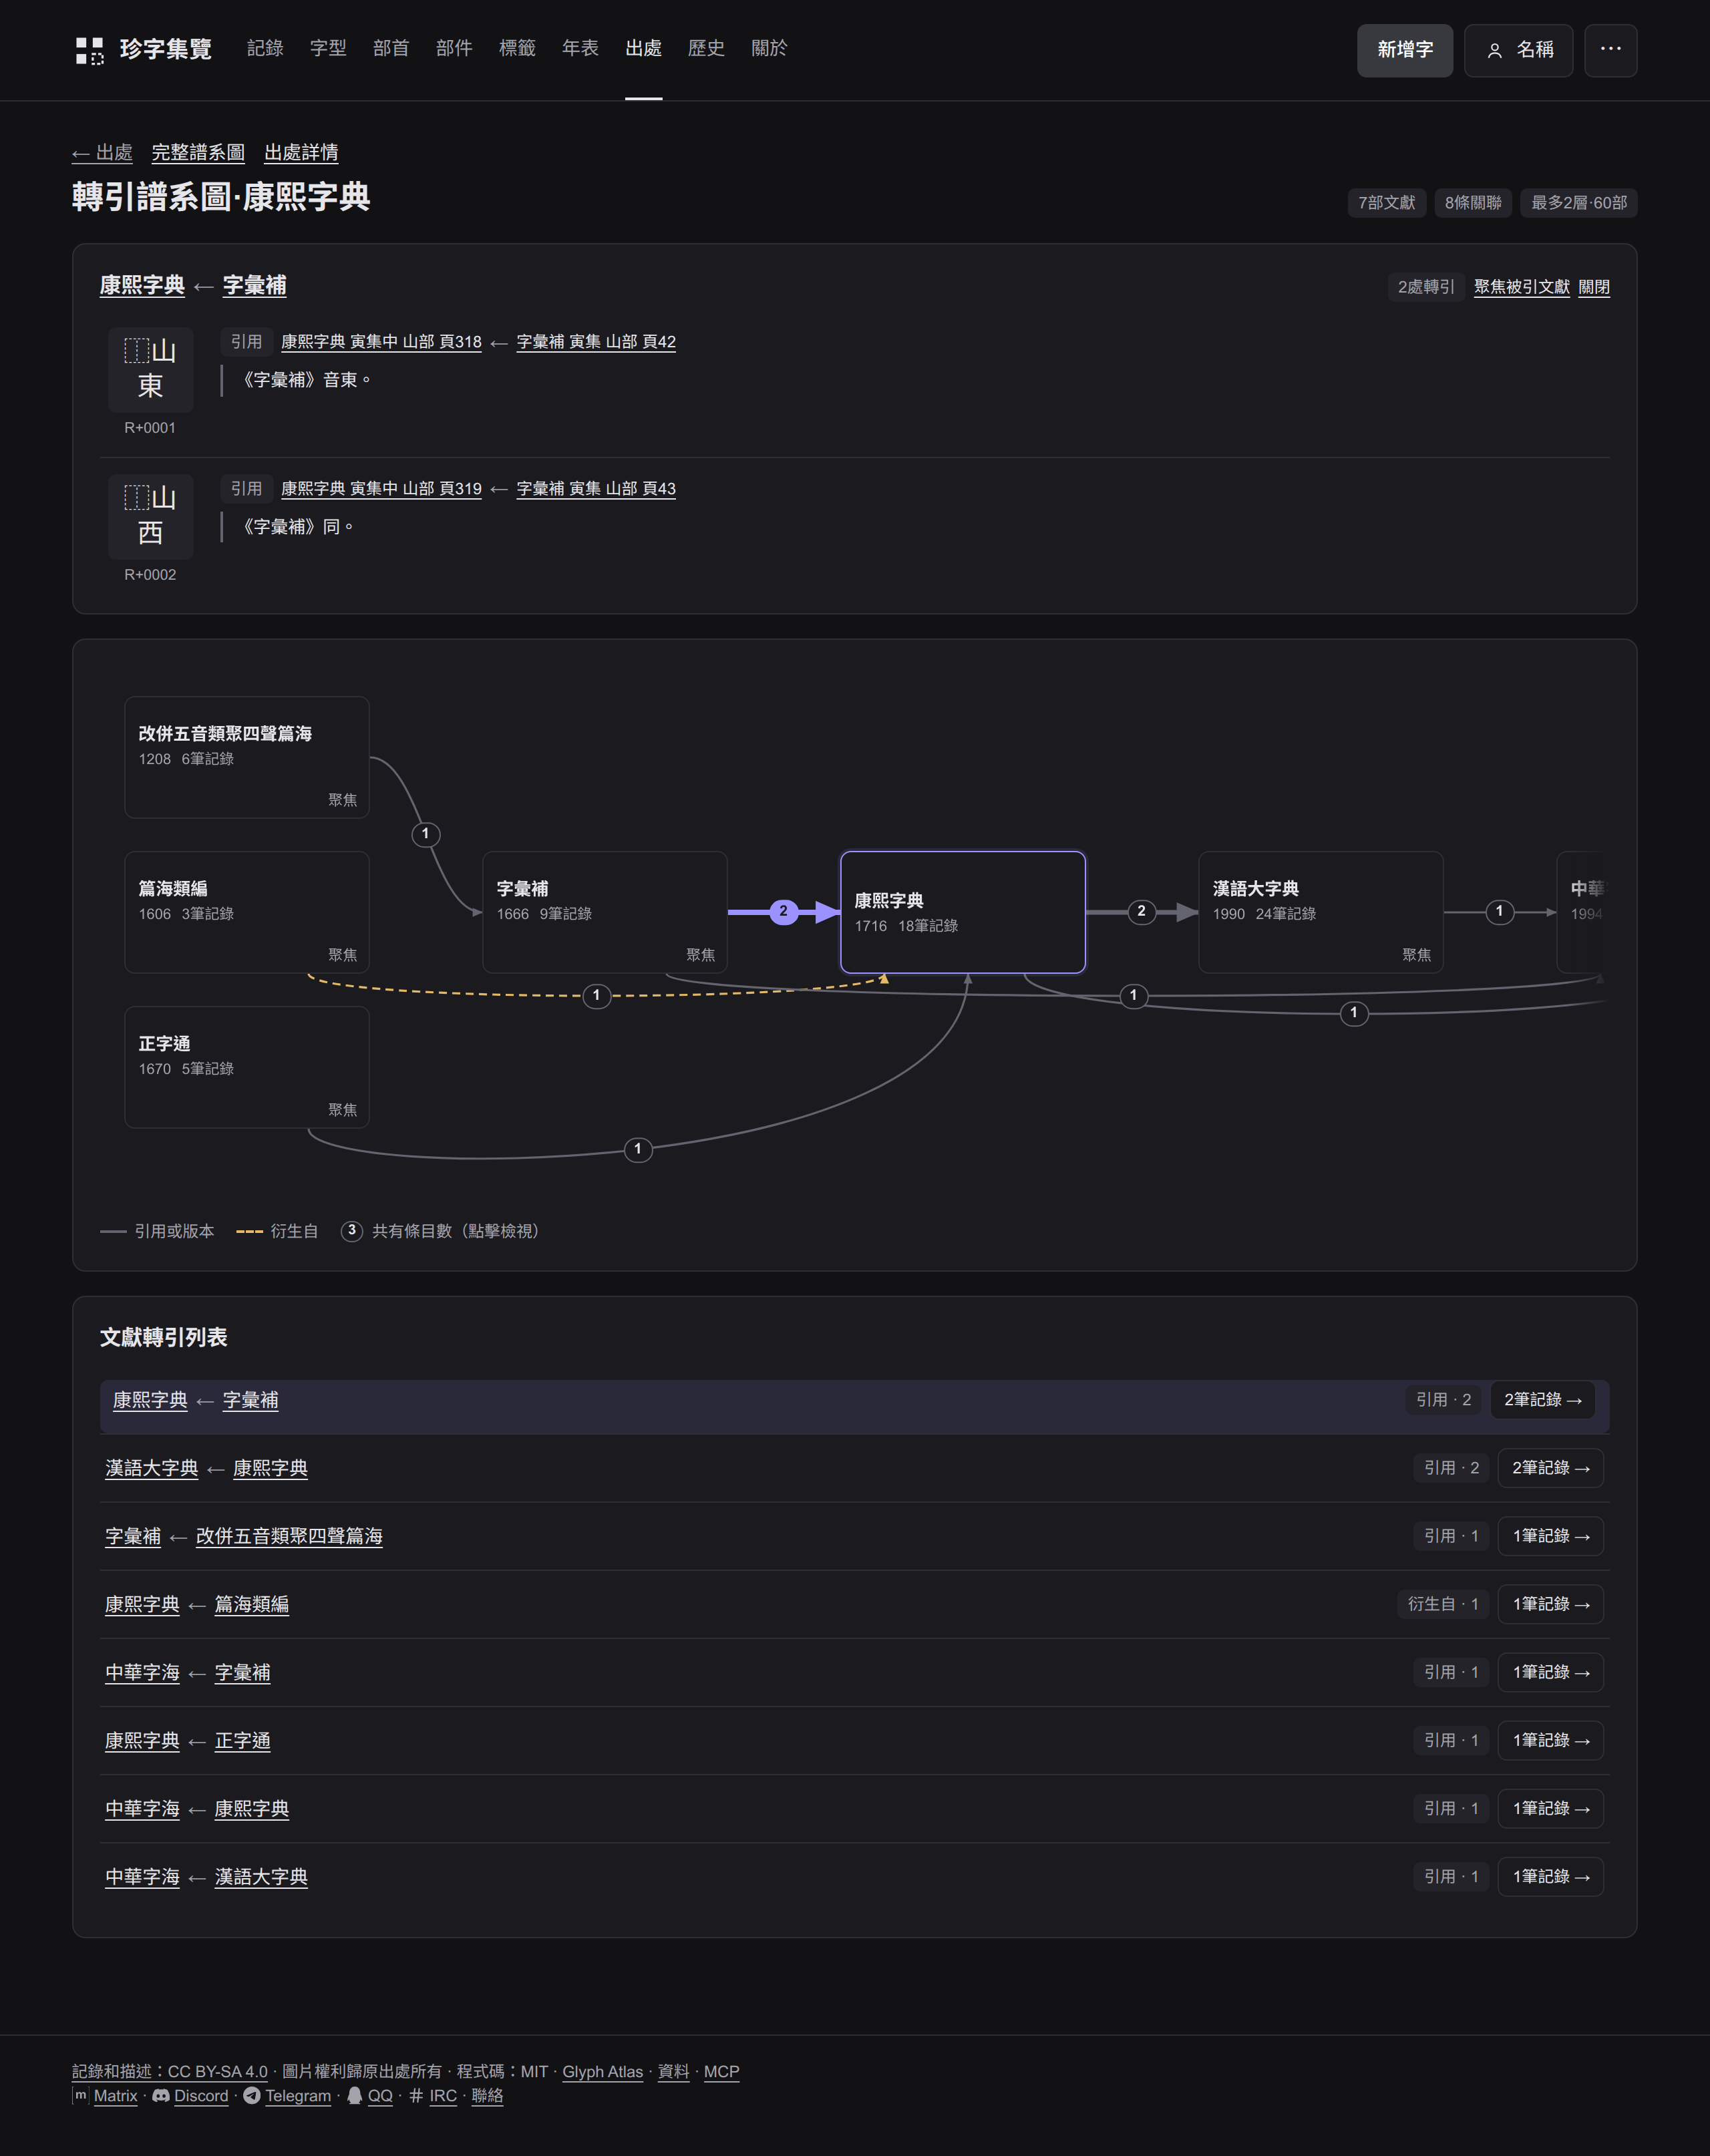 珍字集覽 記錄 字型 部首 部件 標籤 年表 出處 歷史 關於 新增字 名稱 ···
← 出處 完整譜系圖 出處詳情
轉引譜系圖·康熙字典
7部文獻 8條關聯 最多2層·60部
康熙字典 ← 字彙補
2處轉引 聚焦被引文獻 關閉
⿰山
東
R+0001
引用 康熙字典 寅集中 山部 頁318 ← 字彙補 寅集 山部 頁42
《字彙補》音東。
⿰山
西
R+0002
引用 康熙字典 寅集中 山部 頁319 ← 字彙補 寅集 山部 頁43
《字彙補》同。
改併五音類聚四聲篇海
1208 6筆記錄
聚焦
1
篇海類編
1606 3筆記錄
聚焦
字彙補
1666 9筆記錄
聚焦
2
康熙字典
1716 18筆記錄
2
漢語大字典
1990 24筆記錄
聚焦
1
中華
1994
1
1
1
正字通
1670 5筆記錄
聚焦
1
引用或版本 衍生自 3 共有條目數（點擊檢視）
文獻轉引列表
康熙字典 ← 字彙補 引用 · 2 2筆記錄 →
漢語大字典 ← 康熙字典 引用 · 2 2筆記錄 →
字彙補 ← 改併五音類聚四聲篇海 引用 · 1 1筆記錄 →
康熙字典 ← 篇海類編 衍生自 · 1 1筆記錄 →
中華字海 ← 字彙補 引用 · 1 1筆記錄 →
康熙字典 ← 正字通 引用 · 1 1筆記錄 →
中華字海 ← 康熙字典 引用 · 1 1筆記錄 →
中華字海 ← 漢語大字典 引用 · 1 1筆記錄 →
記錄和描述：CC BY-SA 4.0 · 圖片權利歸原出處所有 · 程式碼：MIT · Glyph Atlas · 資料 · MCP
[m] Matrix · Discord · Telegram · QQ · # IRC · 聯絡